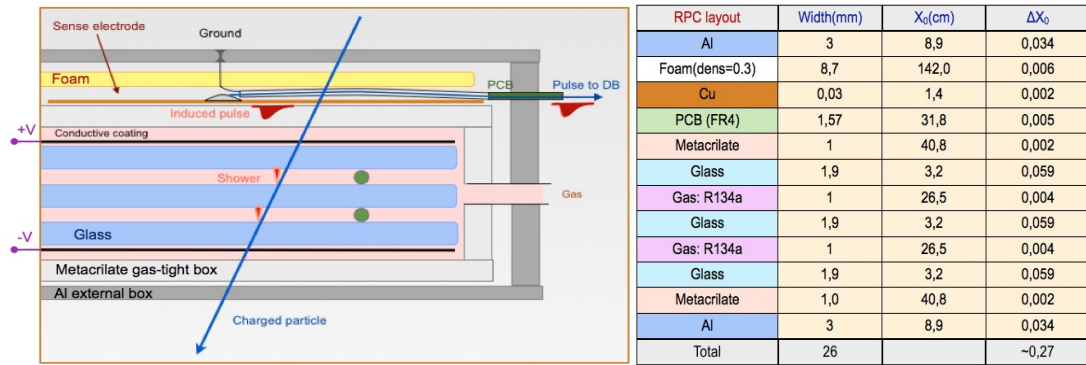 Sense electrode
Ground
Foam
PCB
Pulse to DB
Induced pulse
+V
Conductive coating
Shower
Gas
Glass
-V
Metacrilate gas-tight box
Al external box
Charged particle
RPC layout Width(mm) X₀(cm) ΔX₀
Al 3 8,9 0,034
Foam(dens=0.3) 8,7 142,0 0,006
Cu 0,03 1,4 0,002
PCB (FR4) 1,57 31,8 0,005
Metacrilate 1 40,8 0,002
Glass 1,9 3,2 0,059
Gas: R134a 1 26,5 0,004
Glass 1,9 3,2 0,059
Gas: R134a 1 26,5 0,004
Glass 1,9 3,2 0,059
Metacrilate 1,0 40,8 0,002
Al 3 8,9 0,034
Total 26 ~0,27